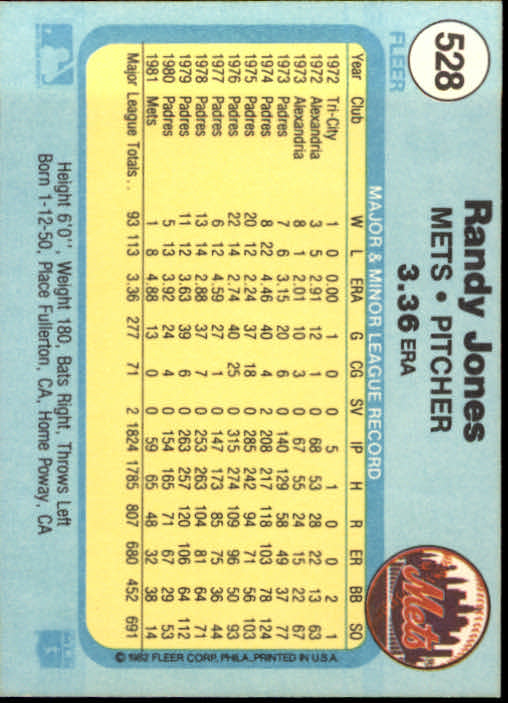 528
FLEER
Randy Jones
METS • PITCHER
3.36 ERA
Mets
MAJOR & MINOR LEAGUE RECORD
Year Club W L ERA G CG SV IP H R ER BB SO
1972 Tri-City 1 0 0.00 1 0 0 5 1 0 0 2 1
1972 Alexandria 3 5 2.91 12 1 0 68 53 28 22 13 63
1973 Alexandria 8 1 2.01 10 3 0 67 55 24 15 22 67
1973 Padres 7 6 3.15 20 6 0 140 129 58 49 37 77
1974 Padres 8 22 4.46 40 4 2 208 217 118 103 78 124
1975 Padres 20 12 2.24 37 18 0 285 242 94 71 56 103
1976 Padres 22 14 2.74 40 25 0 315 274 109 96 50 93
1977 Padres 6 12 4.59 27 1 0 147 173 85 75 36 44
1978 Padres 13 14 2.88 37 7 0 253 263 104 81 64 71
1979 Padres 11 12 3.63 39 6 0 263 257 120 106 64 112
1980 Padres 5 13 3.92 24 4 0 154 165 71 67 29 53
1981 Mets 1 8 4.88 13 0 0 59 65 48 32 38 14
Major League Totals . . 93 113 3.36 277 71 2 1824 1785 807 680 452 691
© 1982 FLEER CORP. PHILA. PRINTED IN U.S.A.
Height 6'0", Weight 180, Bats Right, Throws Left
Born 1-12-50, Place Fullerton, CA, Home Poway, CA